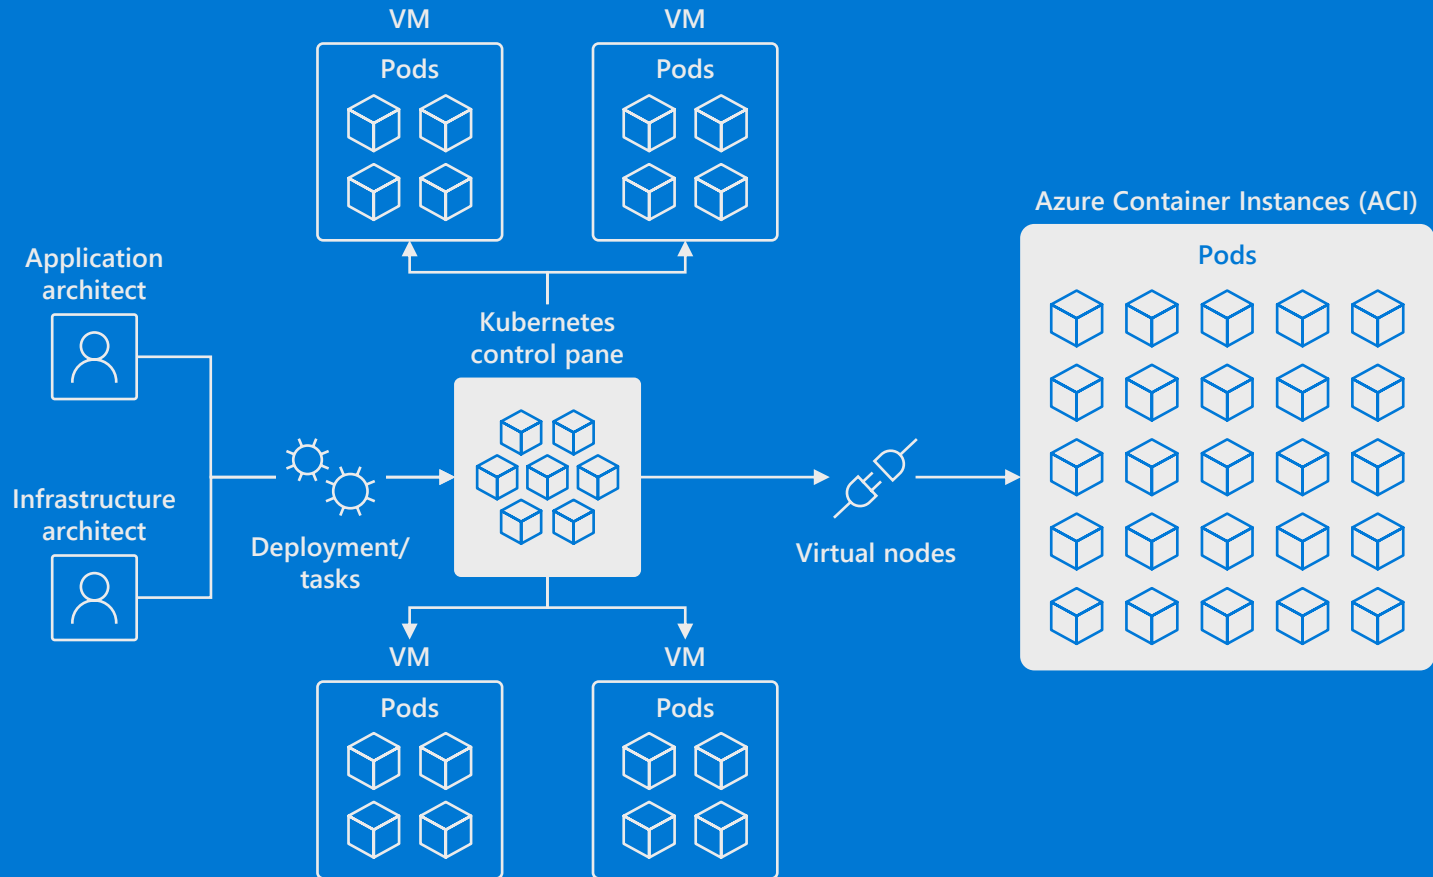 VM
VM
Pods
Pods
Azure Container Instances (ACI)
Pods
Application
architect
Kubernetes
control pane
Infrastructure
architect
Deployment/
tasks
Virtual nodes
VM
VM
Pods
Pods